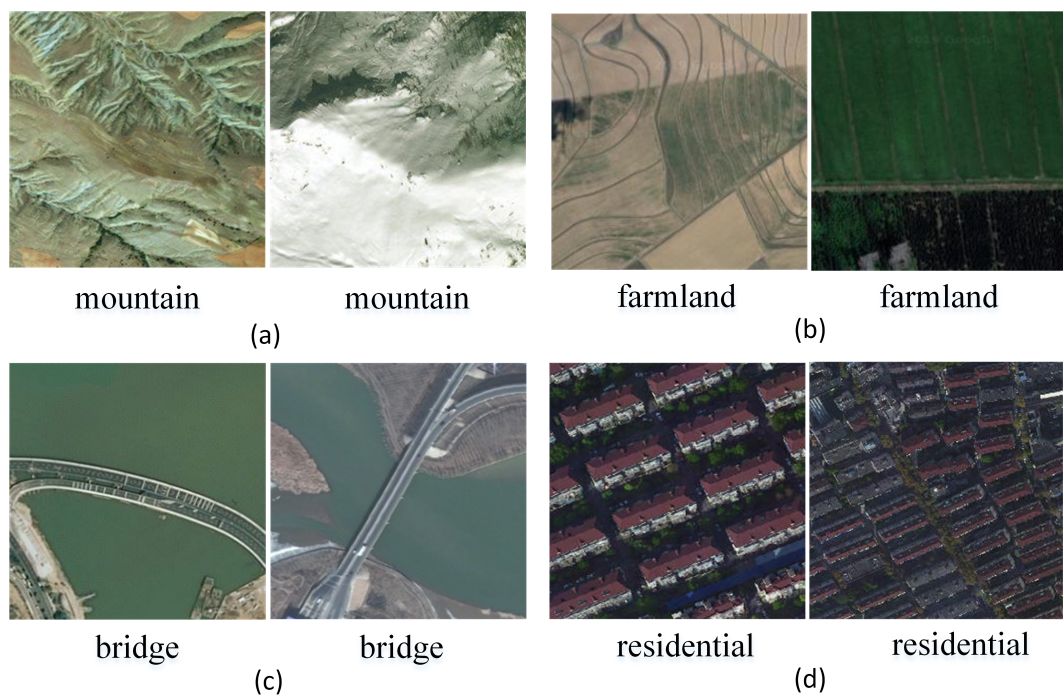 mountain mountain
(a)
farmland farmland
(b)
bridge bridge
(c)
residential residential
(d)